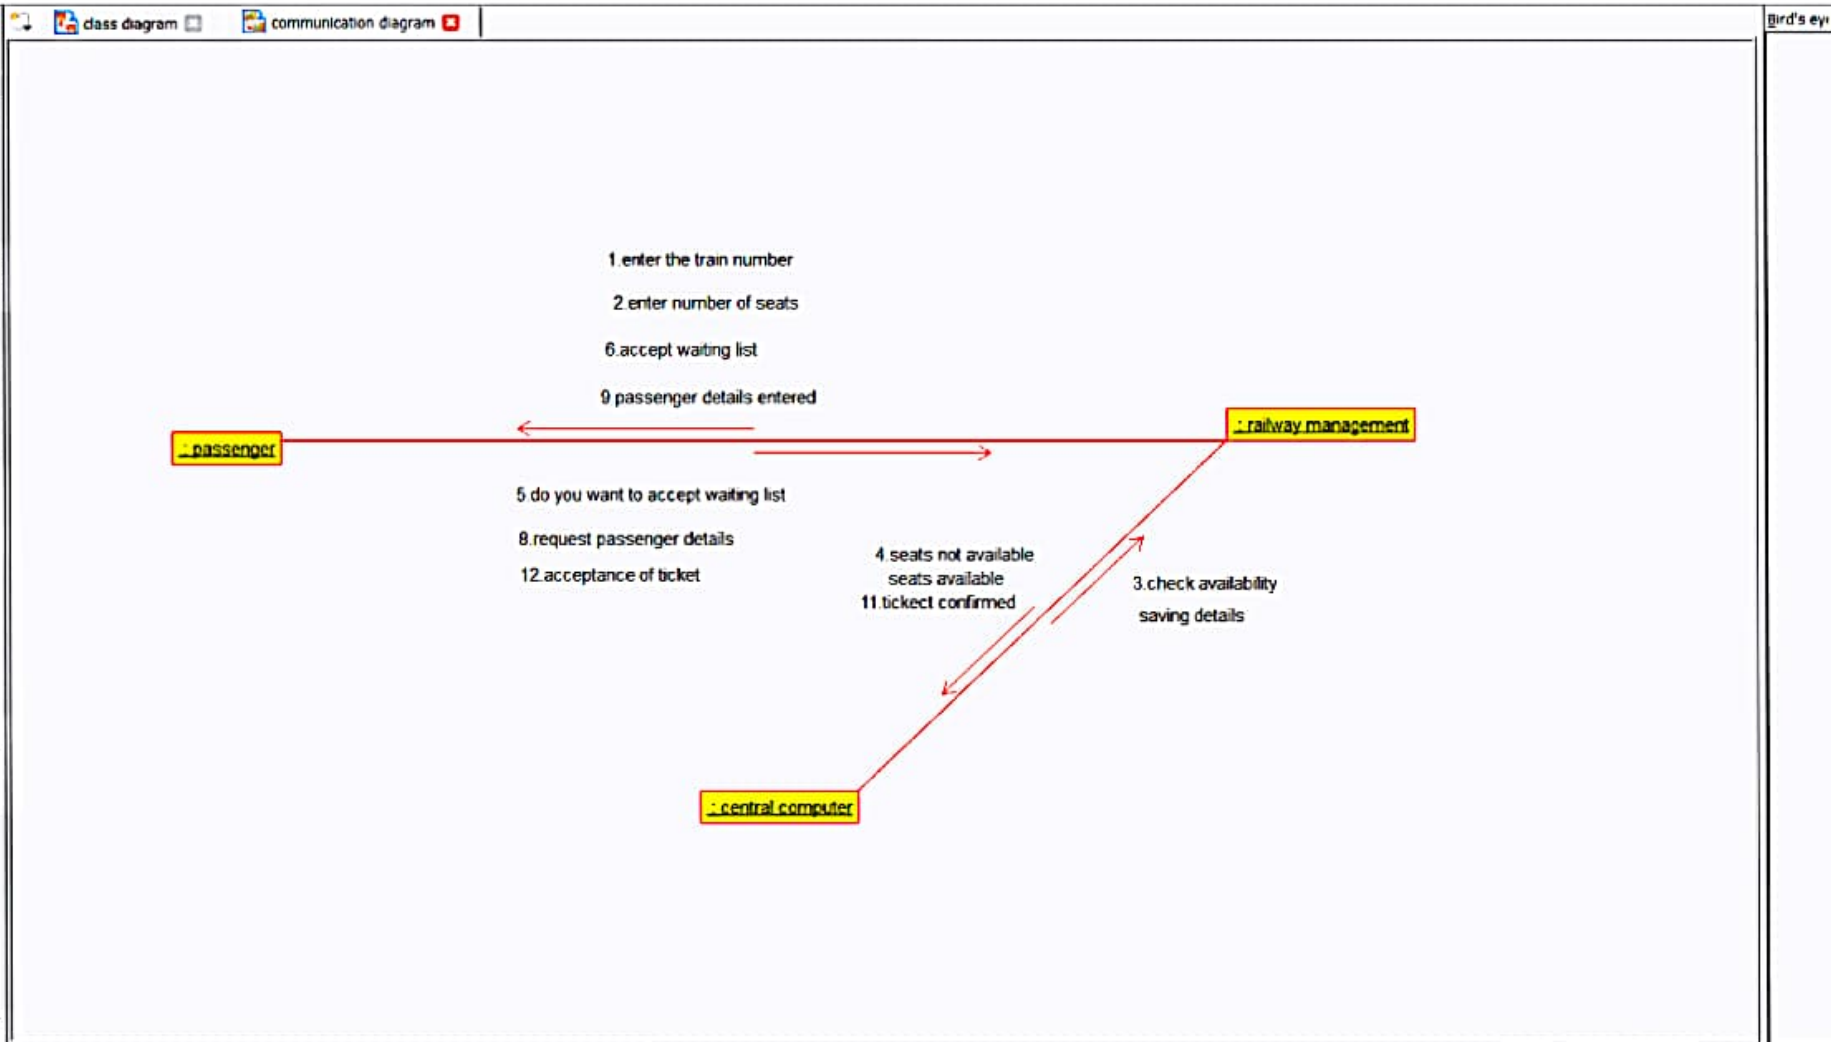 class diagram
communication diagram
Bird's ey
1.enter the train number
2.enter number of seats
6.accept waiting list
9 passenger details entered
: passenger
: railway management
5.do you want to accept waiting list
8.request passenger details
12.acceptance of ticket
4.seats not available
seats available
11.tickect confirmed
3.check availability
saving details
: central computer